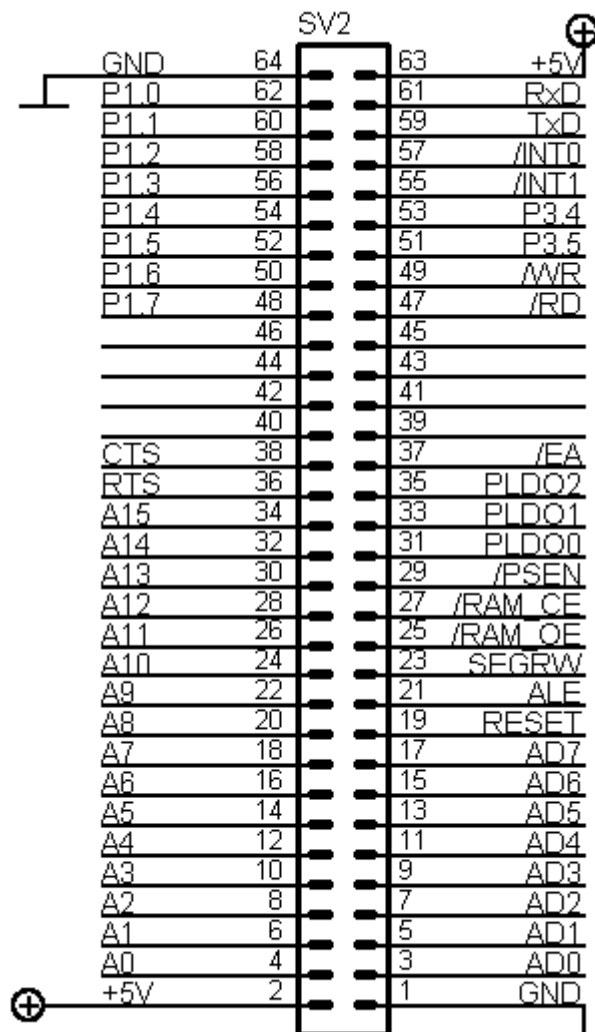 SV2
GND 64 63 +5V
P1.0 62 61 RxD
P1.1 60 59 TxD
P1.2 58 57 /INT0
P1.3 56 55 /INT1
P1.4 54 53 P3.4
P1.5 52 51 P3.5
P1.6 50 49 /WR
P1.7 48 47 /RD
46 45
44 43
42 41
40 39
CTS 38 37 /EA
RTS 36 35 PLDO2
A15 34 33 PLDO1
A14 32 31 PLDO0
A13 30 29 /PSEN
A12 28 27 /RAM_CE
A11 26 25 /RAM_OE
A10 24 23 SEGRW
A9 22 21 ALE
A8 20 19 RESET
A7 18 17 AD7
A6 16 15 AD6
A5 14 13 AD5
A4 12 11 AD4
A3 10 9 AD3
A2 8 7 AD2
A1 6 5 AD1
A0 4 3 AD0
+5V 2 1 GND